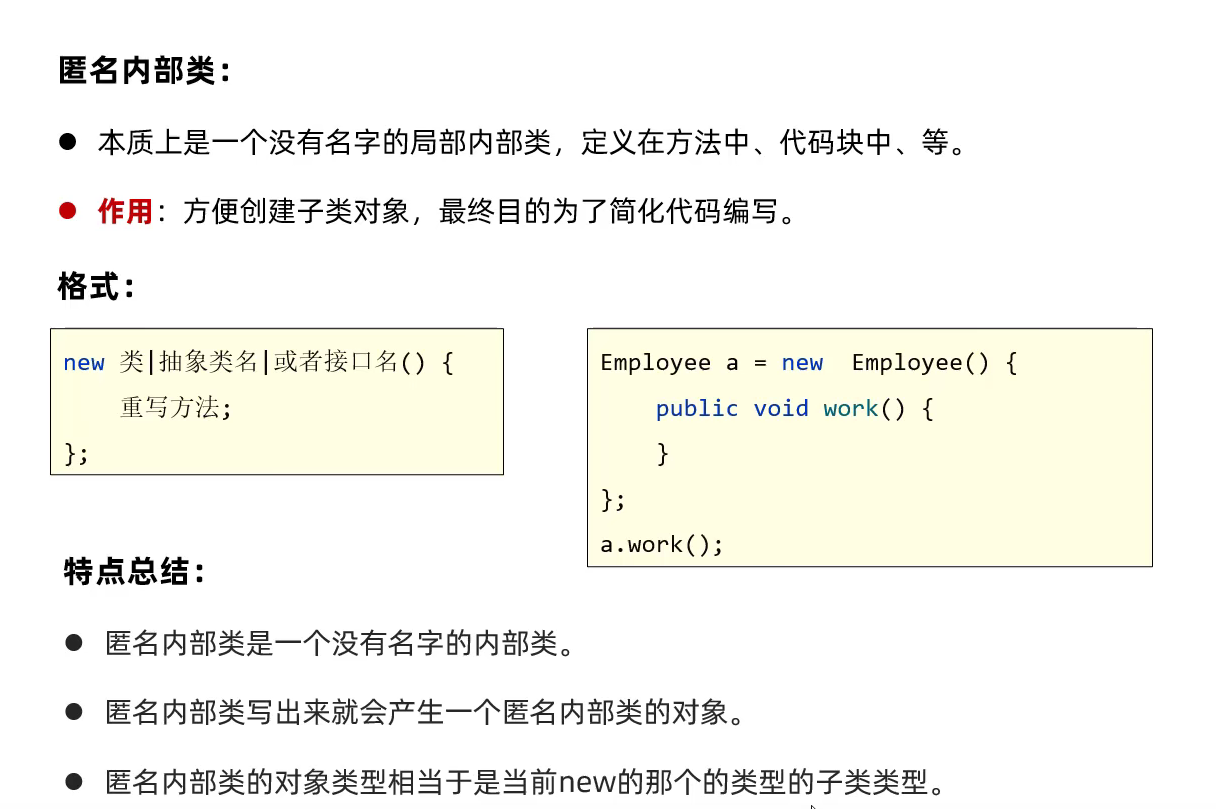 匿名内部类：
● 本质上是一个没有名字的局部内部类，定义在方法中、代码块中、等。
● 作用：方便创建子类对象，最终目的为了简化代码编写。
格式：
new 类|抽象类名|或者接口名() {
重写方法;
};
Employee a = new  Employee() {
public void work() {
}
};
a.work();
特点总结：
● 匿名内部类是一个没有名字的内部类。
● 匿名内部类写出来就会产生一个匿名内部类的对象。
● 匿名内部类的对象类型相当于是当前new的那个的类型的子类类型。